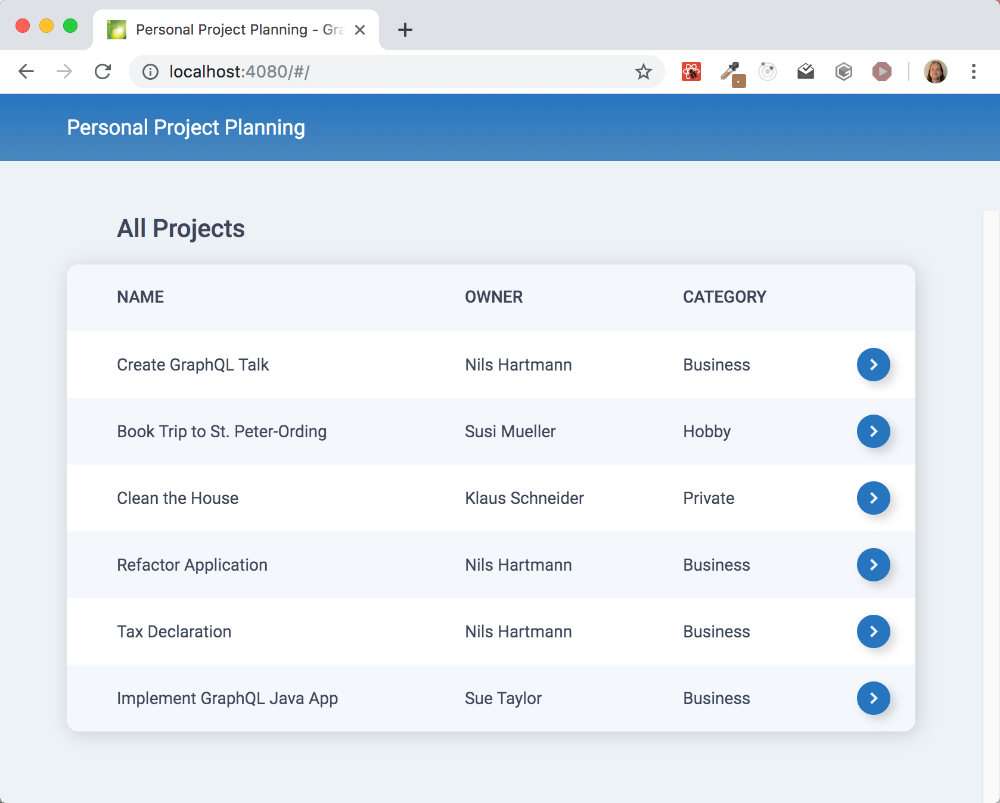 Personal Project Planning - Gra
localhost:4080/#/
Personal Project Planning
All Projects
NAME OWNER CATEGORY
Create GraphQL Talk Nils Hartmann Business
Book Trip to St. Peter-Ording Susi Mueller Hobby
Clean the House Klaus Schneider Private
Refactor Application Nils Hartmann Business
Tax Declaration Nils Hartmann Business
Implement GraphQL Java App Sue Taylor Business